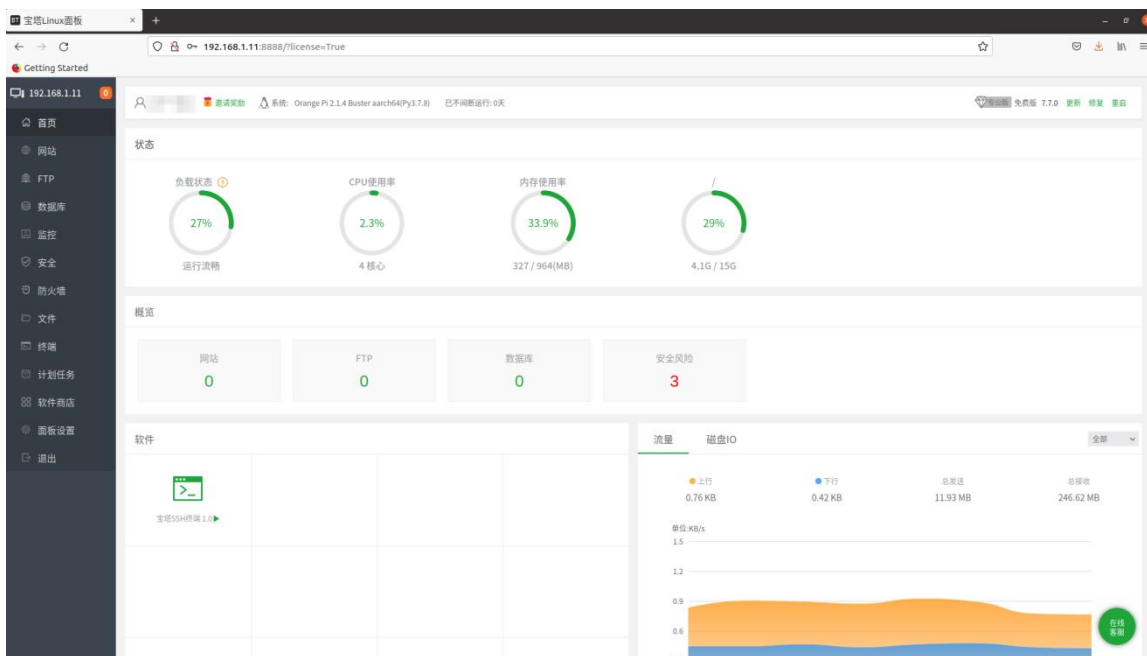 宝塔Linux面板
192.168.1.11:8888/?license=True
Getting Started
192.168.1.11 0
首页
网站
FTP
数据库
监控
安全
防火墙
文件
终端
计划任务
软件商店
面板设置
退出
邀请奖励 系统: Orange Pi 2.1.4 Buster aarch64(Py3.7.8) 已不间断运行: 0天
专业版 免费版 7.7.0 更新 修复 重启
状态
负载状态 CPU使用率 内存使用率 /
27% 2.3% 33.9% 29%
运行流畅 4 核心 327 / 964(MB) 4.1G / 15G
概览
网站 FTP 数据库 安全风险
0 0 0 3
软件
宝塔SSH终端 1.0
流量 磁盘IO 全部
上行 下行 总发送 总接收
0.76 KB 0.42 KB 11.93 MB 246.62 MB
单位:KB/s
1.5
1.2
0.9
0.6
在线
客服